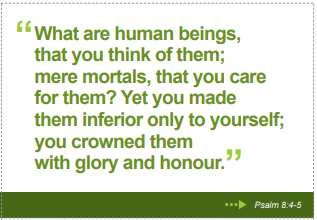 “What are human beings,
that you think of them;
mere mortals, that you care
for them? Yet you made
them inferior only to yourself;
you crowned them
with glory and honour.”
Psalm 8:4-5